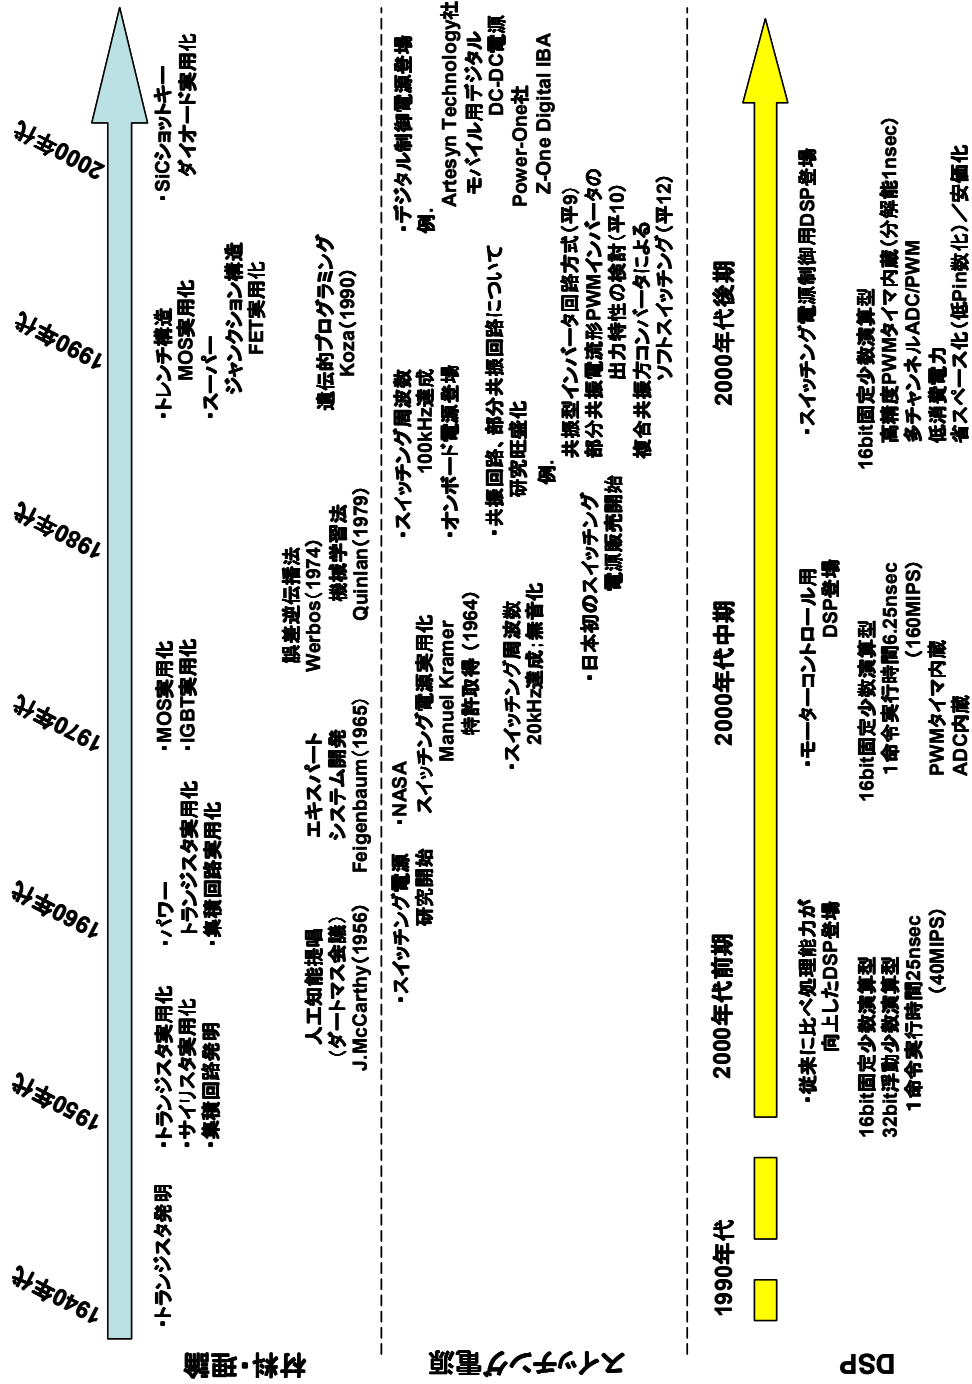 1940年代
1950年代
1960年代
1970年代
1980年代
1990年代
2000年代
材料・理論
・トランジスタ発明
・トランジスタ実用化
・サイリスタ実用化
・集積回路発明
・パワー
トランジスタ実用化
・集積回路実用化
・MOS実用化
・IGBT実用化
・トレンチ構造
MOS実用化
・スーパー
ジャンクション構造
FET実用化
・SiCショットキー
ダイオード実用化
人工知能提唱
(ダートマス会議)
J.McCarthy(1956)
エキスパート
システム開発
Feigenbaum(1965)
誤差逆伝播法
Werbos(1974)
機械学習法
Quinlan(1979)
遺伝的プログラミング
Koza(1990)
スイッチング
電源
・スイッチング電源
研究開始
・NASA
スイッチング電源実用化
Manuel Kramer
特許取得 (1964)
・スイッチング周波数
20kHz達成;無音化
・日本初のスイッチング
電源販売開始
・スイッチング周波数
100kHz達成
・オンボード電源登場
・共振回路、部分共振回路について
研究旺盛化
例.
共振型インバータ回路方式(平9)
部分共振電流形PWMインバータの
出力特性の検討(平10)
複合共振方コンバータによる
ソフトスイッチング(平12)
・デジタル制御電源登場
例.
Artesyn Technology社
モバイル用デジタル
DC-DC電源
Power-One社
Z-One Digital IBA
DSP
1990年代
2000年代前期
2000年代中期
2000年代後期
・従来に比べ処理能力が
向上したDSP登場
16bit固定少数演算型
32bit浮動少数演算型
1命令実行時間25nsec
(40MIPS)
・モーターコントロール用
DSP登場
16bit固定少数演算型
1命令実行時間6.25nsec
(160MIPS)
PWMタイマ内蔵
ADC内蔵
・スイッチング電源制御用DSP登場
16bit固定少数演算型
高精度PWMタイマ内蔵(分解能1nsec)
多チャンネルADC/PWM
低消費電力
省スペース化(低Pin数化)/安価化